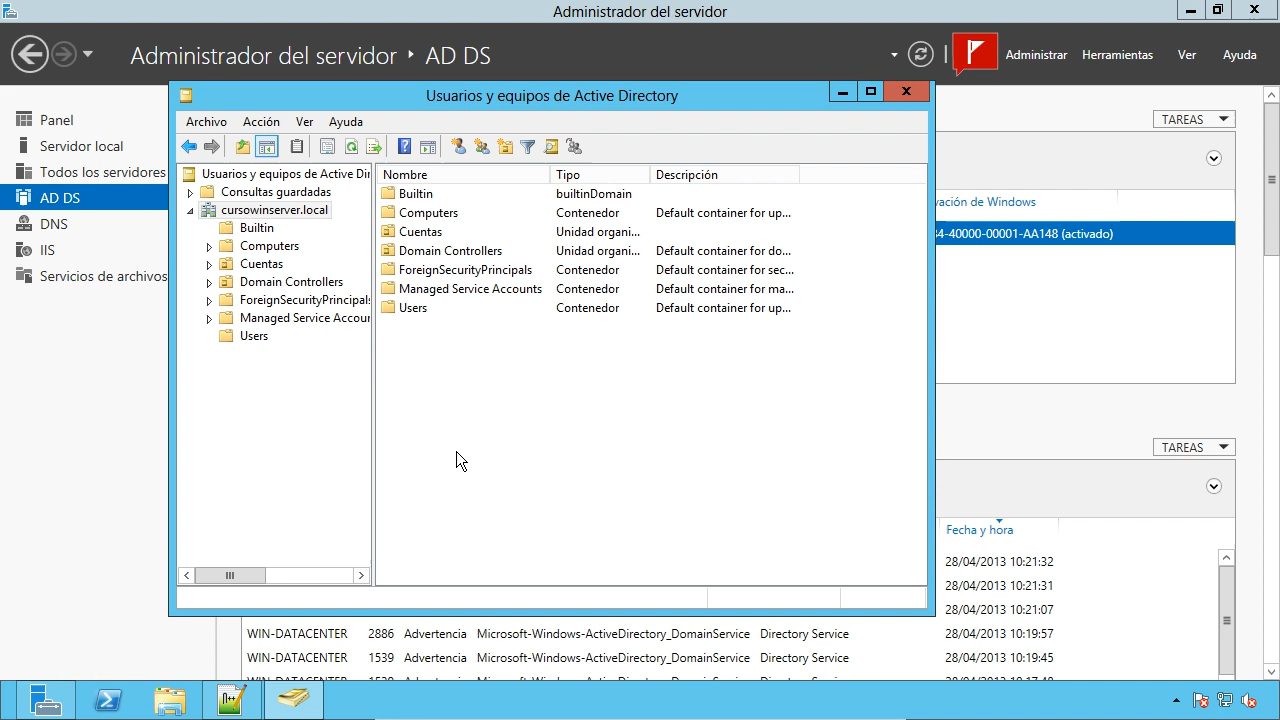 Administrador del servidor
Administrador del servidor ‣ AD DS
Administrar
Herramientas
Ver
Ayuda
Panel
Servidor local
Todos los servidores
AD DS
DNS
IIS
Servicios de archivos
Usuarios y equipos de Active Directory
Archivo
Acción
Ver
Ayuda
Usuarios y equipos de Active Dir
Consultas guardadas
cursowinserver.local
Builtin
Computers
Cuentas
Domain Controllers
ForeignSecurityPrincipals
Managed Service Accour
Users
Nombre Tipo Descripción
Builtin builtinDomain
Computers Contenedor Default container for up...
Cuentas Unidad organi...
Domain Controllers Unidad organi... Default container for do...
ForeignSecurityPrincipals Contenedor Default container for sec...
Managed Service Accounts Contenedor Default container for ma...
Users Contenedor Default container for up...
TAREAS
vación de Windows
34-40000-00001-AA148 (activado)
TAREAS
Fecha y hora
28/04/2013 10:21:32
28/04/2013 10:21:31
28/04/2013 10:21:07
WIN-DATACENTER 2886 Advertencia Microsoft-Windows-ActiveDirectory_DomainService Directory Service 28/04/2013 10:19:57
WIN-DATACENTER 1539 Advertencia Microsoft-Windows-ActiveDirectory_DomainService Directory Service 28/04/2013 10:19:45